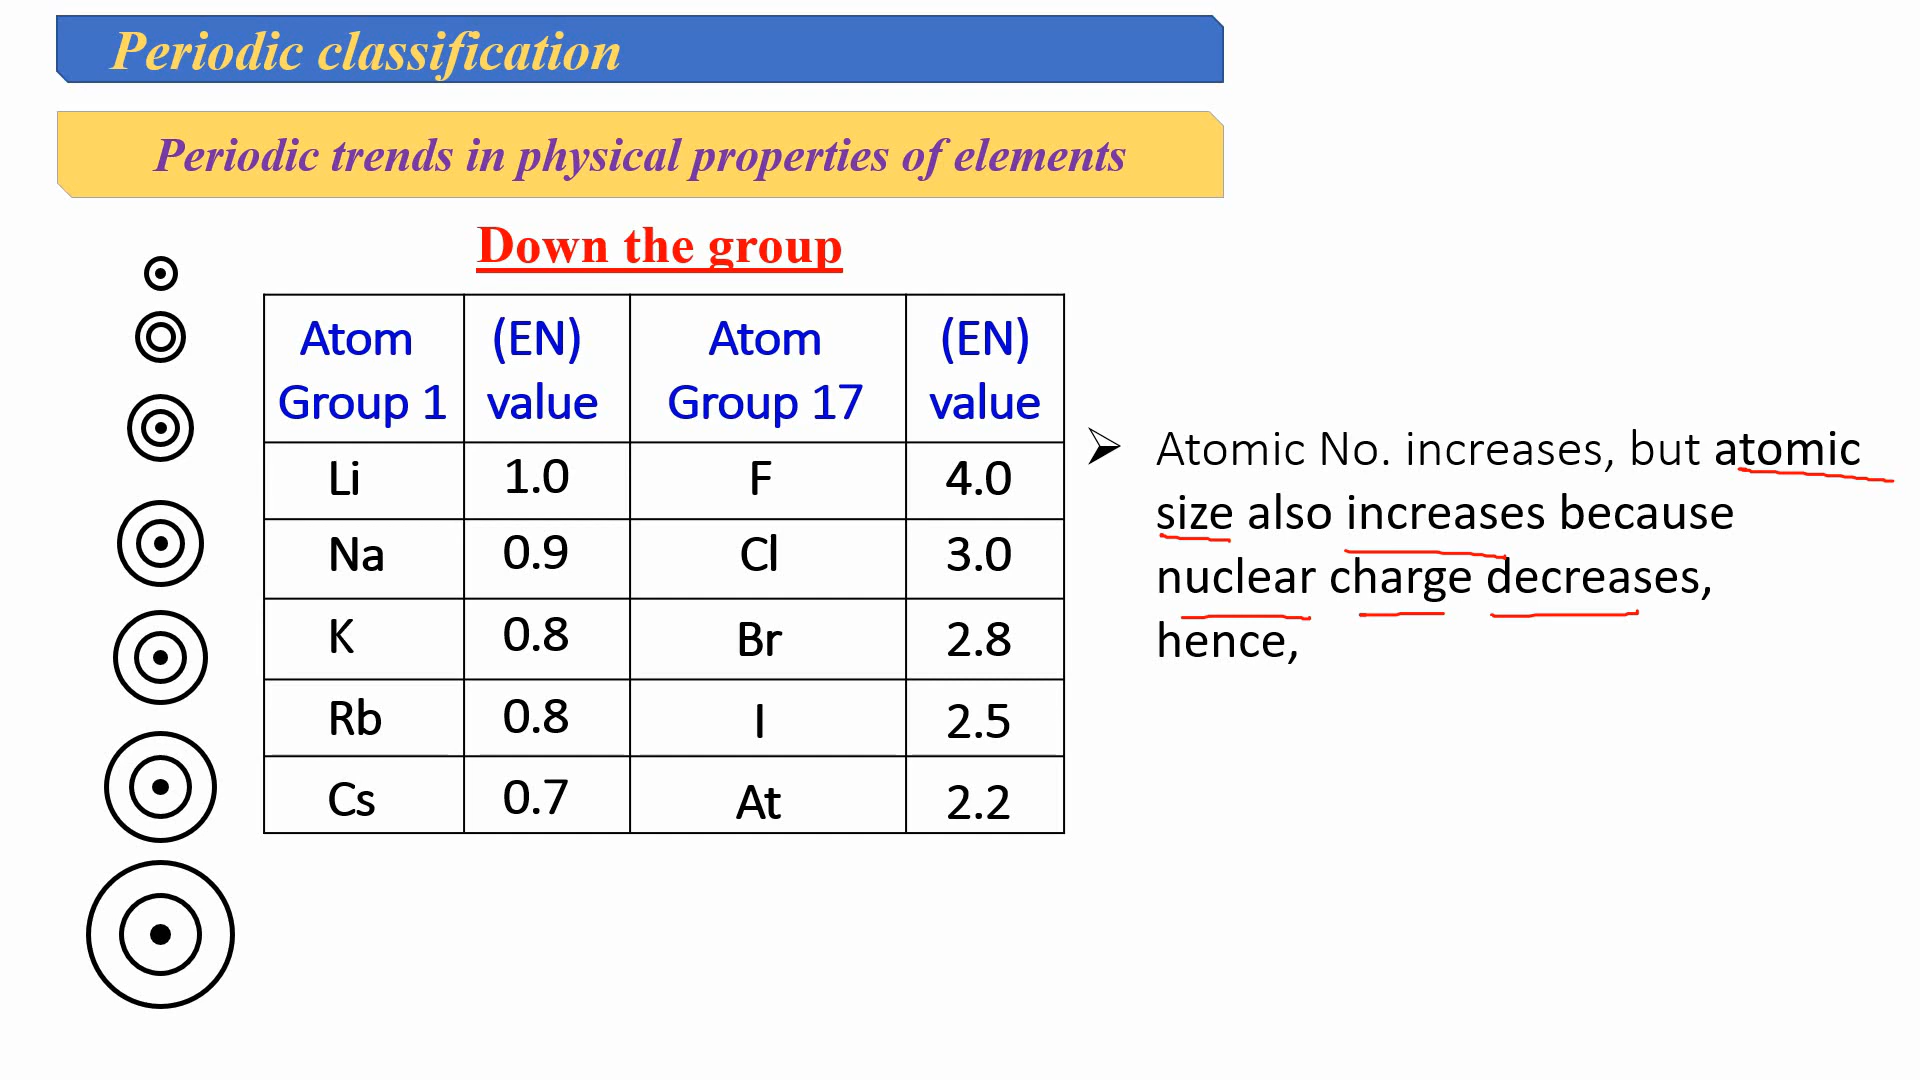 Periodic classification
Periodic trends in physical properties of elements
Down the group
Atom Group 1 (EN) value Atom Group 17 (EN) value
Li 1.0 F 4.0
Na 0.9 Cl 3.0
K 0.8 Br 2.8
Rb 0.8 I 2.5
Cs 0.7 At 2.2
Atomic No. increases, but atomic
size also increases because
nuclear charge decreases,
hence,